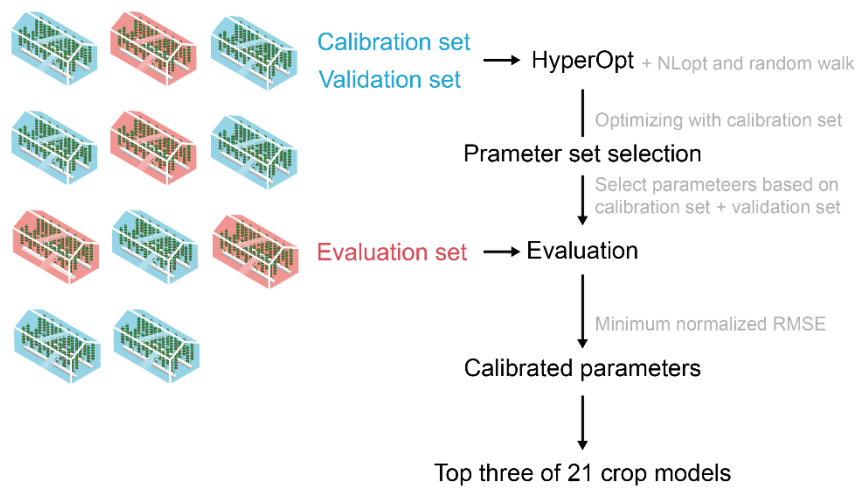 Calibration set
Validation set
HyperOpt + NLopt and random walk
Optimizing with calibration set
Prameter set selection
Select parameteers based on
calibration set + validation set
Evaluation set
Evaluation
Minimum normalized RMSE
Calibrated parameters
Top three of 21 crop models